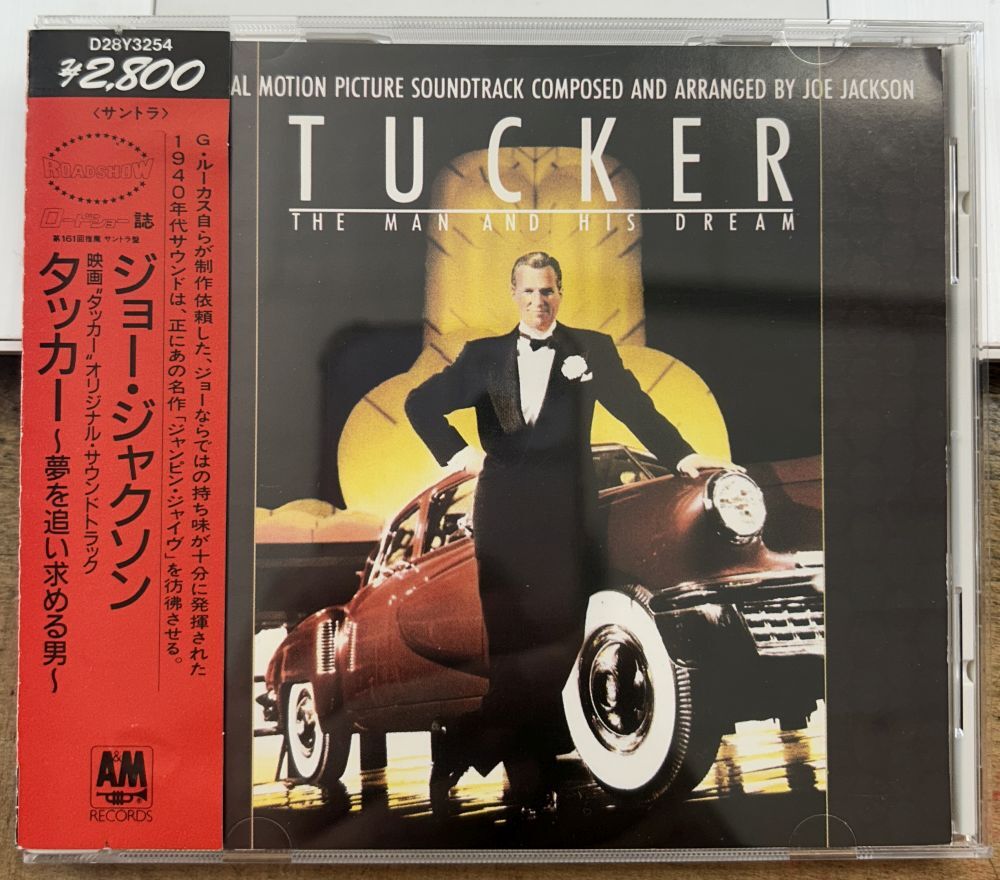 D28Y3254
¥2,800
〈サントラ〉
ROADSHOW
ロードショー 誌
第161回推薦 サントラ盤
G・ルーカス自らが制作依頼した、ジョーならではの持ち味が十分に発揮された
1940年代サウンドは、正にあの名作「ジャンピン・ジャイヴ」を彷彿させる。
ジョー・ジャクソン
映画“タッカー”オリジナル・サウンドトラック
タッカー～夢を追い求める男～
A&M
RECORDS
AL MOTION PICTURE SOUNDTRACK COMPOSED AND ARRANGED BY JOE JACKSON
TUCKER
THE MAN AND HIS DREAM